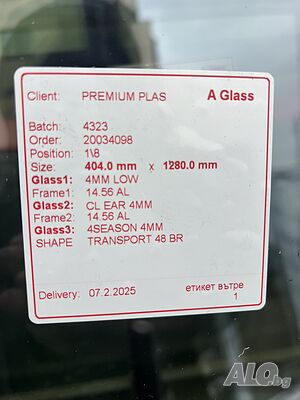 Client: PREMIUM PLAS A Glass
Batch: 4323
Order: 20034098
Position: 1\8
Size: 404.0 mm x 1280.0 mm
Glass1: 4MM LOW
Frame1: 14.56 AL
Glass2: CL EAR 4MM
Frame2: 14.56 AL
Glass3: 4SEASON 4MM
SHAPE TRANSPORT 48 BR
Delivery: 07.2.2025 етикет вътре
1
ALO.bg